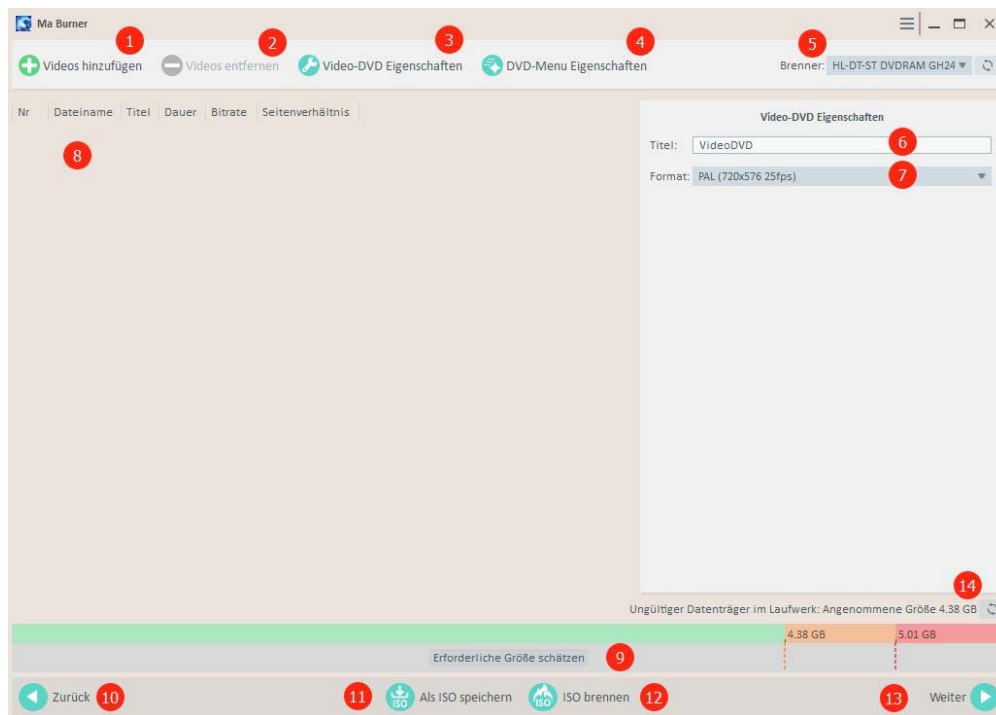 Ma Burner
1
2
3
4
5
Videos hinzufügen
Videos entfernen
Video-DVD Eigenschaften
DVD-Menu Eigenschaften
Brenner: HL-DT-ST DVDRAM GH24
Nr Dateiname Titel Dauer Bitrate Seitenverhältnis
8
Video-DVD Eigenschaften
Titel: VideoDVD 6
Format: PAL (720x576 25fps) 7
14
Ungültiger Datenträger im Laufwerk: Angenommene Größe 4.38 GB
4.38 GB 5.01 GB
Erforderliche Größe schätzen 9
Zurück 10
11 ISO Als ISO speichern
ISO ISO brennen 12
13 Weiter